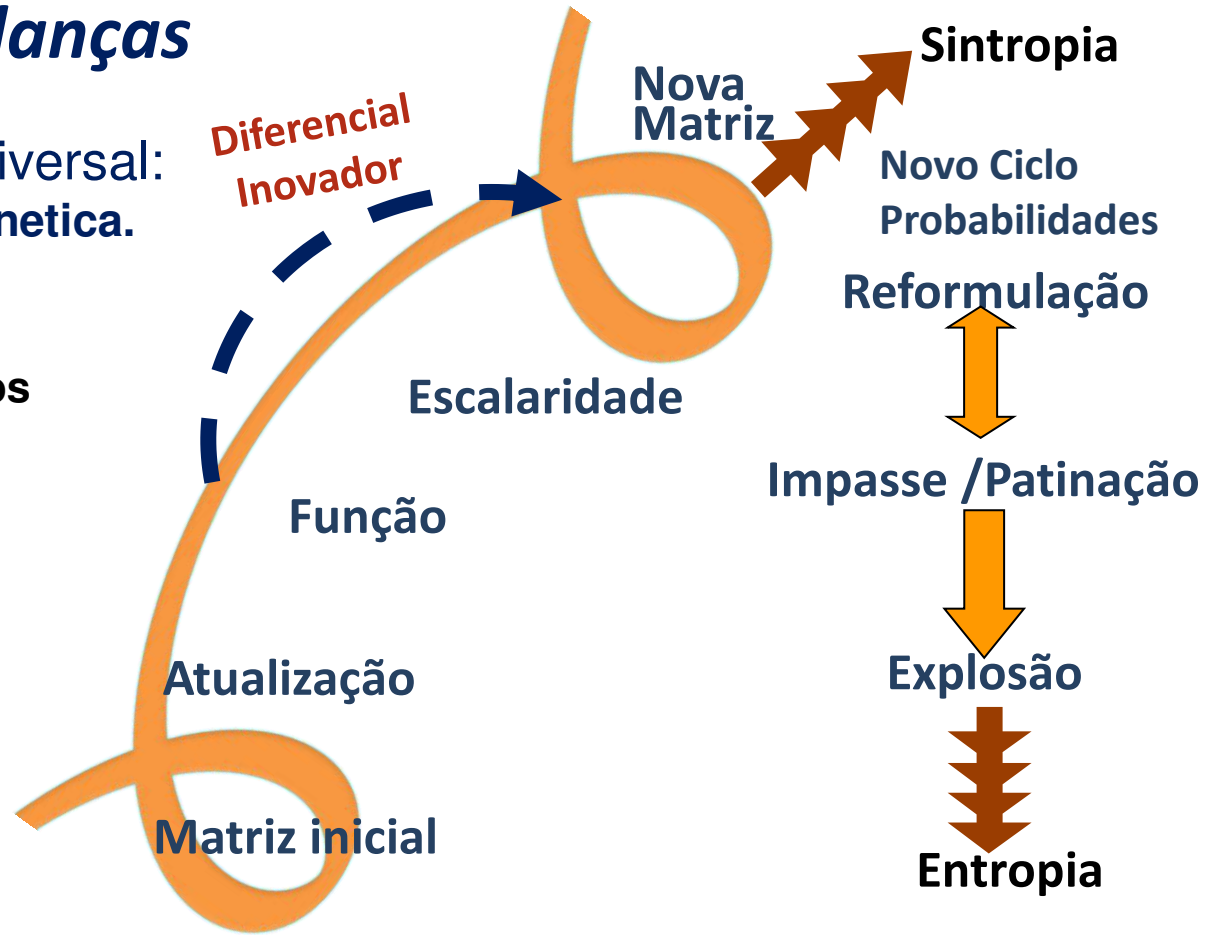 danças
Sintropia
Nova
Matriz
Diferencial
Inovador
iversal:
netica.
Novo Ciclo
Probabilidades
Reformulação
os
Escalaridade
Impasse /Patinação
Função
Atualização
Explosão
Matriz inicial
Entropia